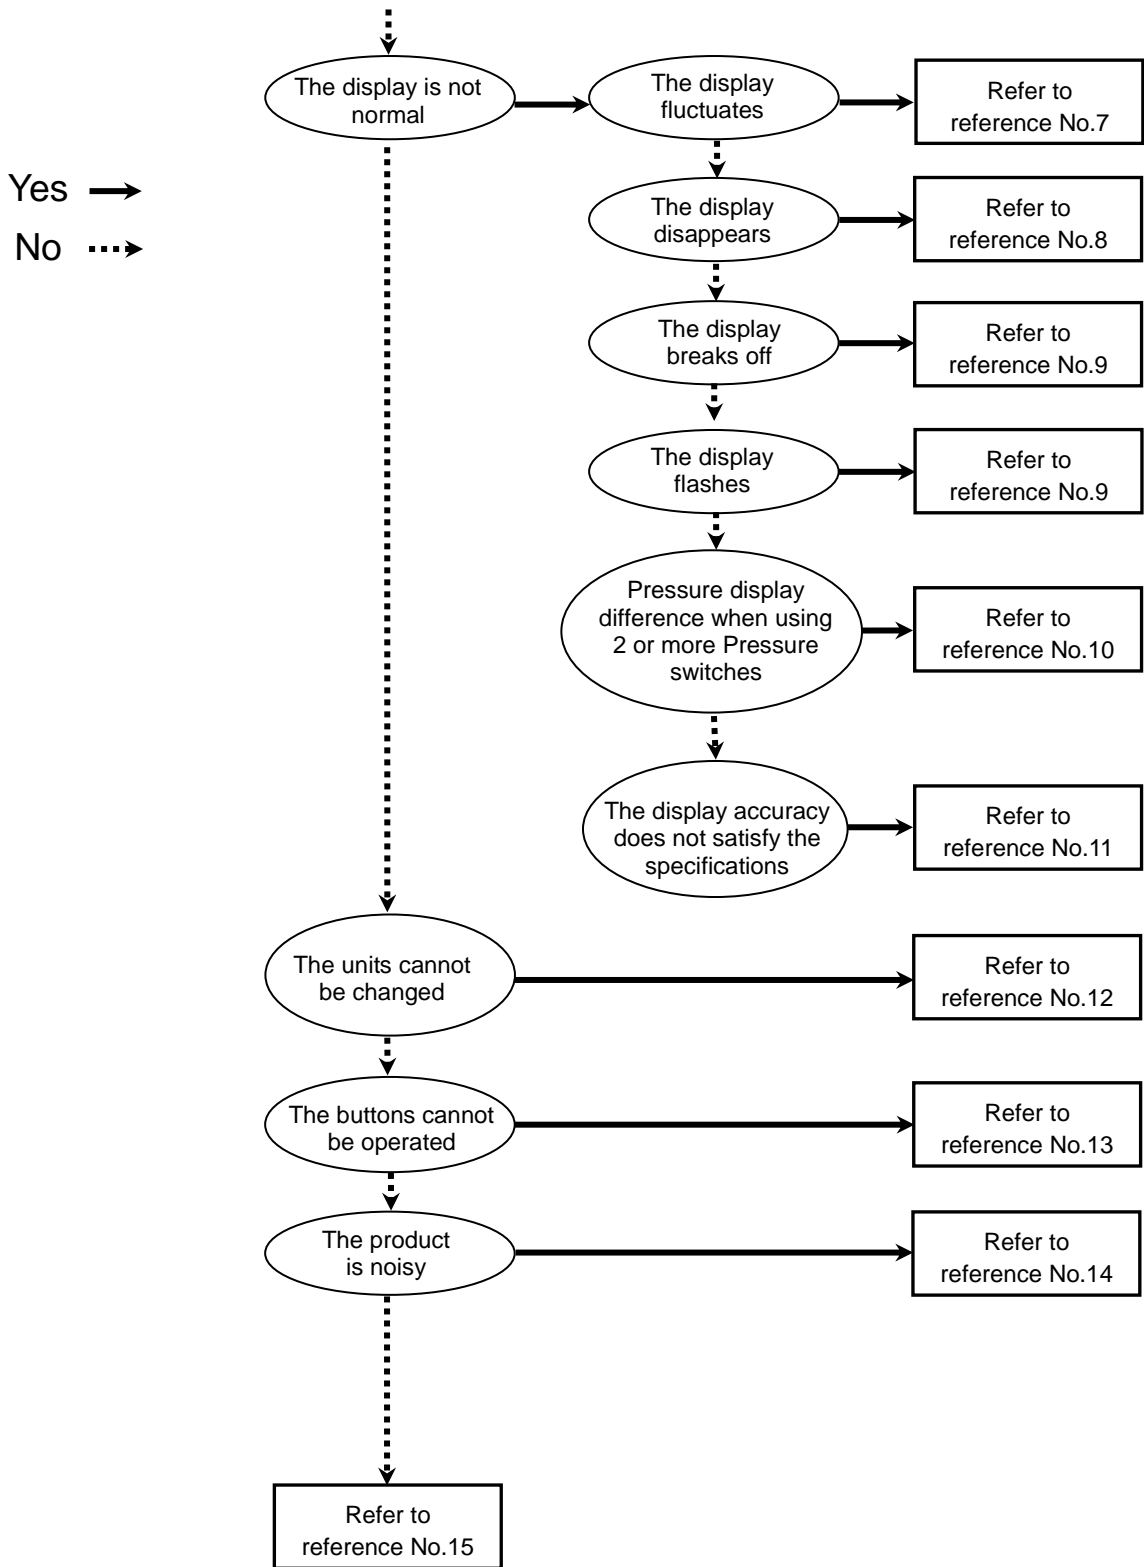 The display is not
normal
The display
fluctuates
Refer to
reference No.7
Yes
No
The display
disappears
Refer to
reference No.8
The display
breaks off
Refer to
reference No.9
The display
flashes
Refer to
reference No.9
Pressure display
difference when using
2 or more Pressure
switches
Refer to
reference No.10
The display accuracy
does not satisfy the
specifications
Refer to
reference No.11
The units cannot
be changed
Refer to
reference No.12
The buttons cannot
be operated
Refer to
reference No.13
The product
is noisy
Refer to
reference No.14
Refer to
reference No.15